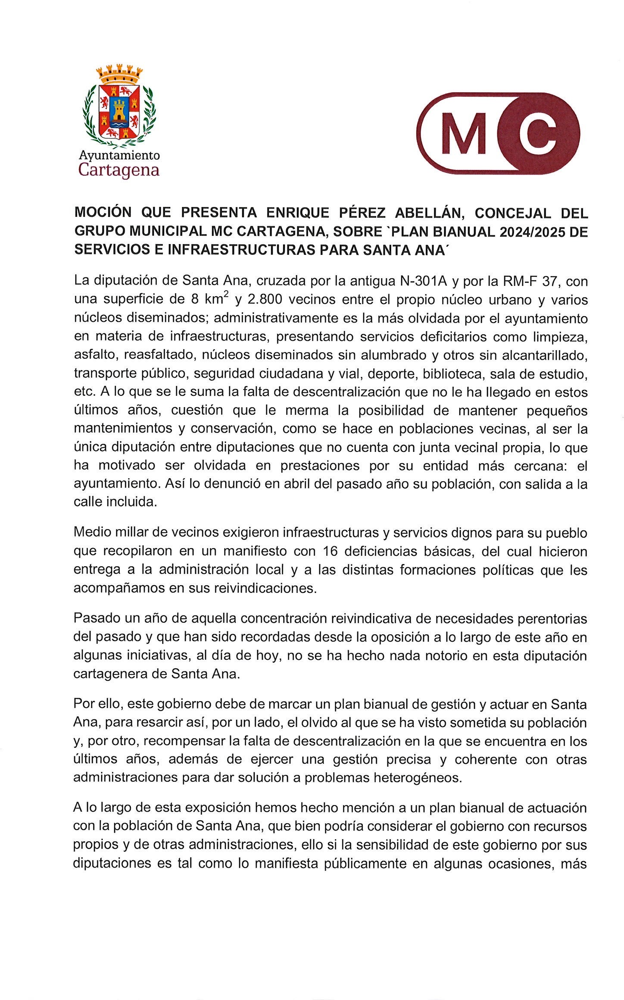 Ayuntamiento
Cartagena
MC
MOCIÓN QUE PRESENTA ENRIQUE PÉREZ ABELLÁN, CONCEJAL DEL
GRUPO MUNICIPAL MC CARTAGENA, SOBRE `PLAN BIANUAL 2024/2025 DE
SERVICIOS E INFRAESTRUCTURAS PARA SANTA ANA´
La diputación de Santa Ana, cruzada por la antigua N-301A y por la RM-F 37, con
una superficie de 8 km² y 2.800 vecinos entre el propio núcleo urbano y varios
núcleos diseminados; administrativamente es la más olvidada por el ayuntamiento
en materia de infraestructuras, presentando servicios deficitarios como limpieza,
asfalto, reasfaltado, núcleos diseminados sin alumbrado y otros sin alcantarillado,
transporte público, seguridad ciudadana y vial, deporte, biblioteca, sala de estudio,
etc. A lo que se le suma la falta de descentralización que no le ha llegado en estos
últimos años, cuestión que le merma la posibilidad de mantener pequeños
mantenimientos y conservación, como se hace en poblaciones vecinas, al ser la
única diputación entre diputaciones que no cuenta con junta vecinal propia, lo que
ha motivado ser olvidada en prestaciones por su entidad más cercana: el
ayuntamiento. Así lo denunció en abril del pasado año su población, con salida a la
calle incluida.
Medio millar de vecinos exigieron infraestructuras y servicios dignos para su pueblo
que recopilaron en un manifiesto con 16 deficiencias básicas, del cual hicieron
entrega a la administración local y a las distintas formaciones políticas que les
acompañamos en sus reivindicaciones.
Pasado un año de aquella concentración reivindicativa de necesidades perentorias
del pasado y que han sido recordadas desde la oposición a lo largo de este año en
algunas iniciativas, al día de hoy, no se ha hecho nada notorio en esta diputación
cartagenera de Santa Ana.
Por ello, este gobierno debe de marcar un plan bianual de gestión y actuar en Santa
Ana, para resarcir así, por un lado, el olvido al que se ha visto sometida su población
y, por otro, recompensar la falta de descentralización en la que se encuentra en los
últimos años, además de ejercer una gestión precisa y coherente con otras
administraciones para dar solución a problemas heterogéneos.
A lo largo de esta exposición hemos hecho mención a un plan bianual de actuación
con la población de Santa Ana, que bien podría considerar el gobierno con recursos
propios y de otras administraciones, ello si la sensibilidad de este gobierno por sus
diputaciones es tal como lo manifiesta públicamente en algunas ocasiones, más